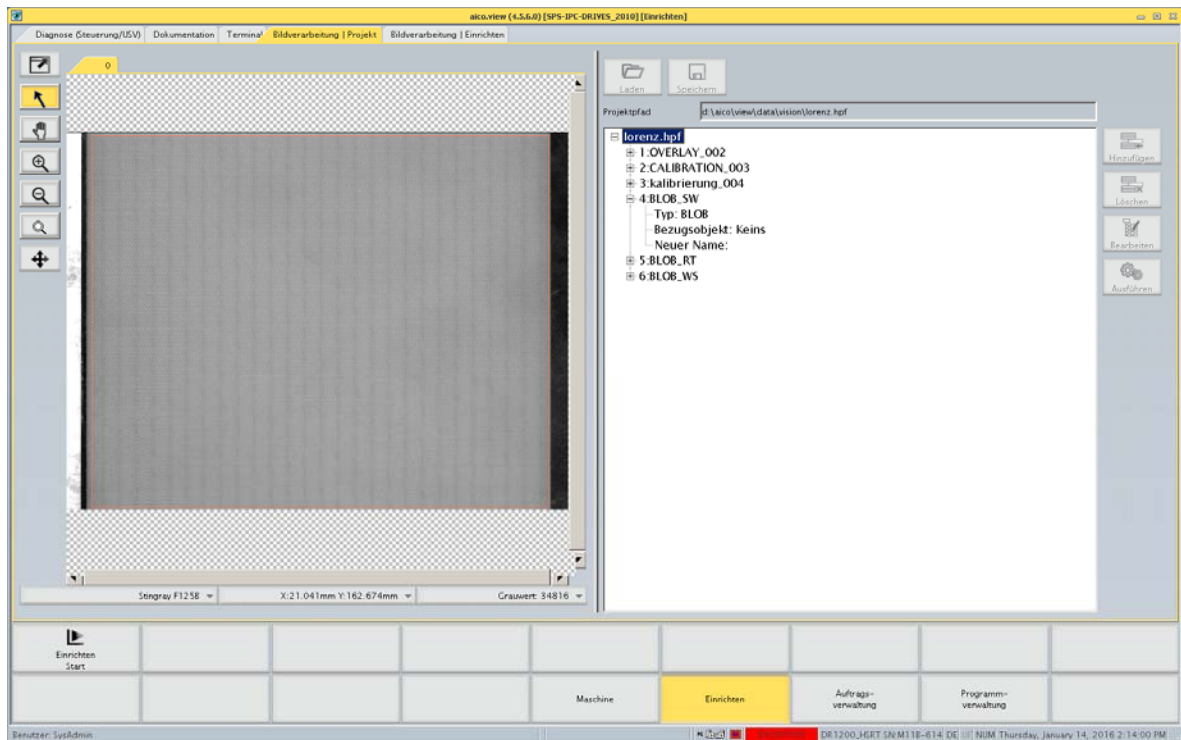 aico.view (4.5.6.0) [SPS-IPC-DRIVES_2010] [Einrichten]
Diagnose (Steuerung/USV) Dokumentation Terminal Bildverarbeitung | Projekt Bildverarbeitung | Einrichten
0
Laden Speichern
Projektpfad d:\aico\view\data\vision\lorenz.hpf
lorenz.hpf
1:OVERLAY_002
2:CALIBRATION_003
3:kalibrierung_004
4:BLOB_SW
Typ: BLOB
Bezugsobjekt: Keins
Neuer Name:
5:BLOB_RT
6:BLOB_WS
Hinzufügen
Löschen
Bearbeiten
Ausführen
Stingray F125B X:21.041mm Y:162.674mm Grauwert: 34816
Einrichten
Start
Maschine Einrichten Auftrags-
verwaltung Programm-
verwaltung
Benutzer: SysAdmin DR1200_HSRT SN:M118-614 DE NUM Thursday, January 14, 2016 2:14:00 PM